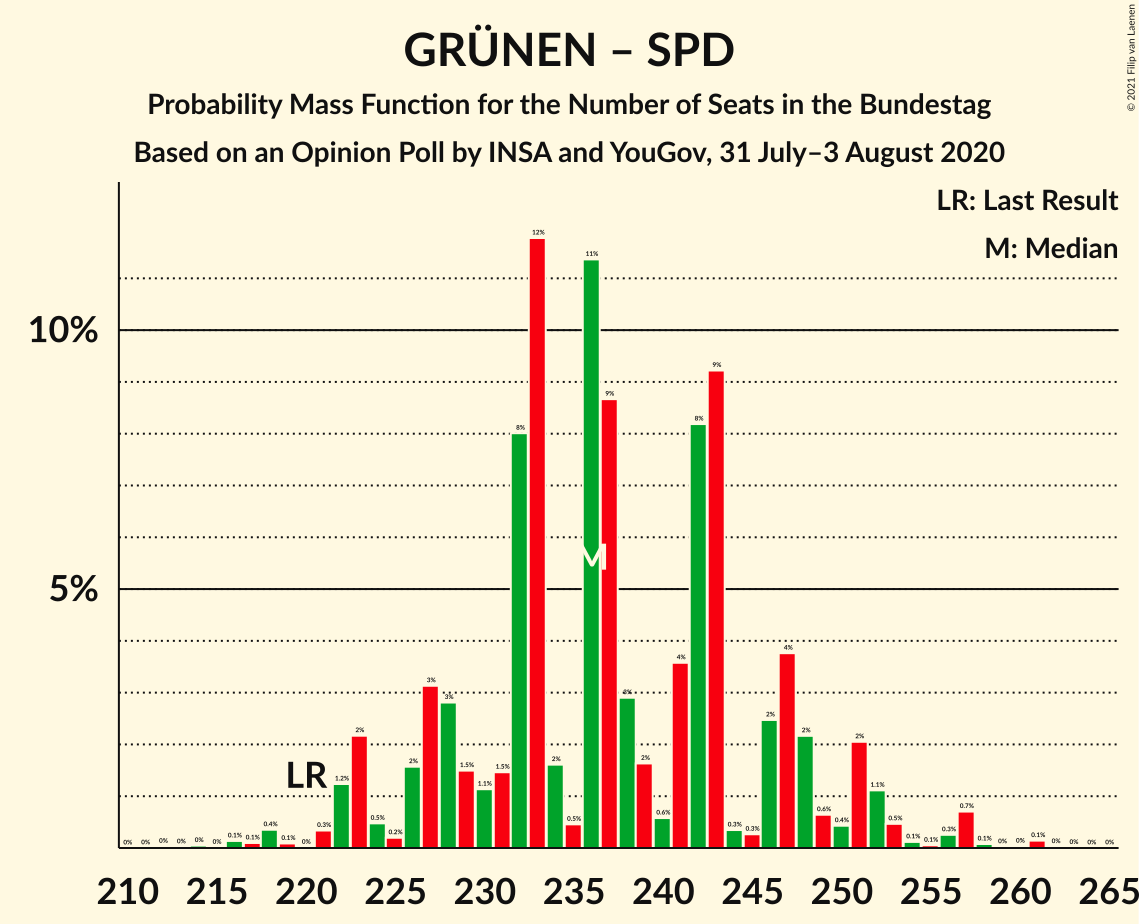 GRÜNEN – SPD
Probability Mass Function for the Number of Seats in the Bundestag
Based on an Opinion Poll by INSA and YouGov, 31 July–3 August 2020
© 2021 Filip van Laenen
LR: Last Result
M: Median
10%
5%
LR
M
0% 0% 0% 0% 0% 0% 0.1% 0.1% 0.4% 0.1% 0% 0.3% 1.2% 2% 0.5% 0.2% 2% 3% 3% 1.5% 1.1% 1.5% 8% 12% 2% 0.5% 11% 9% 3% 2% 0.6% 4% 8% 9% 0.3% 0.3% 2% 4% 2% 0.6% 0.4% 2% 1.1% 0.5% 0.1% 0.1% 0.3% 0.7% 0.1% 0% 0% 0.1% 0% 0% 0% 0%
210 215 220 225 230 235 240 245 250 255 260 265